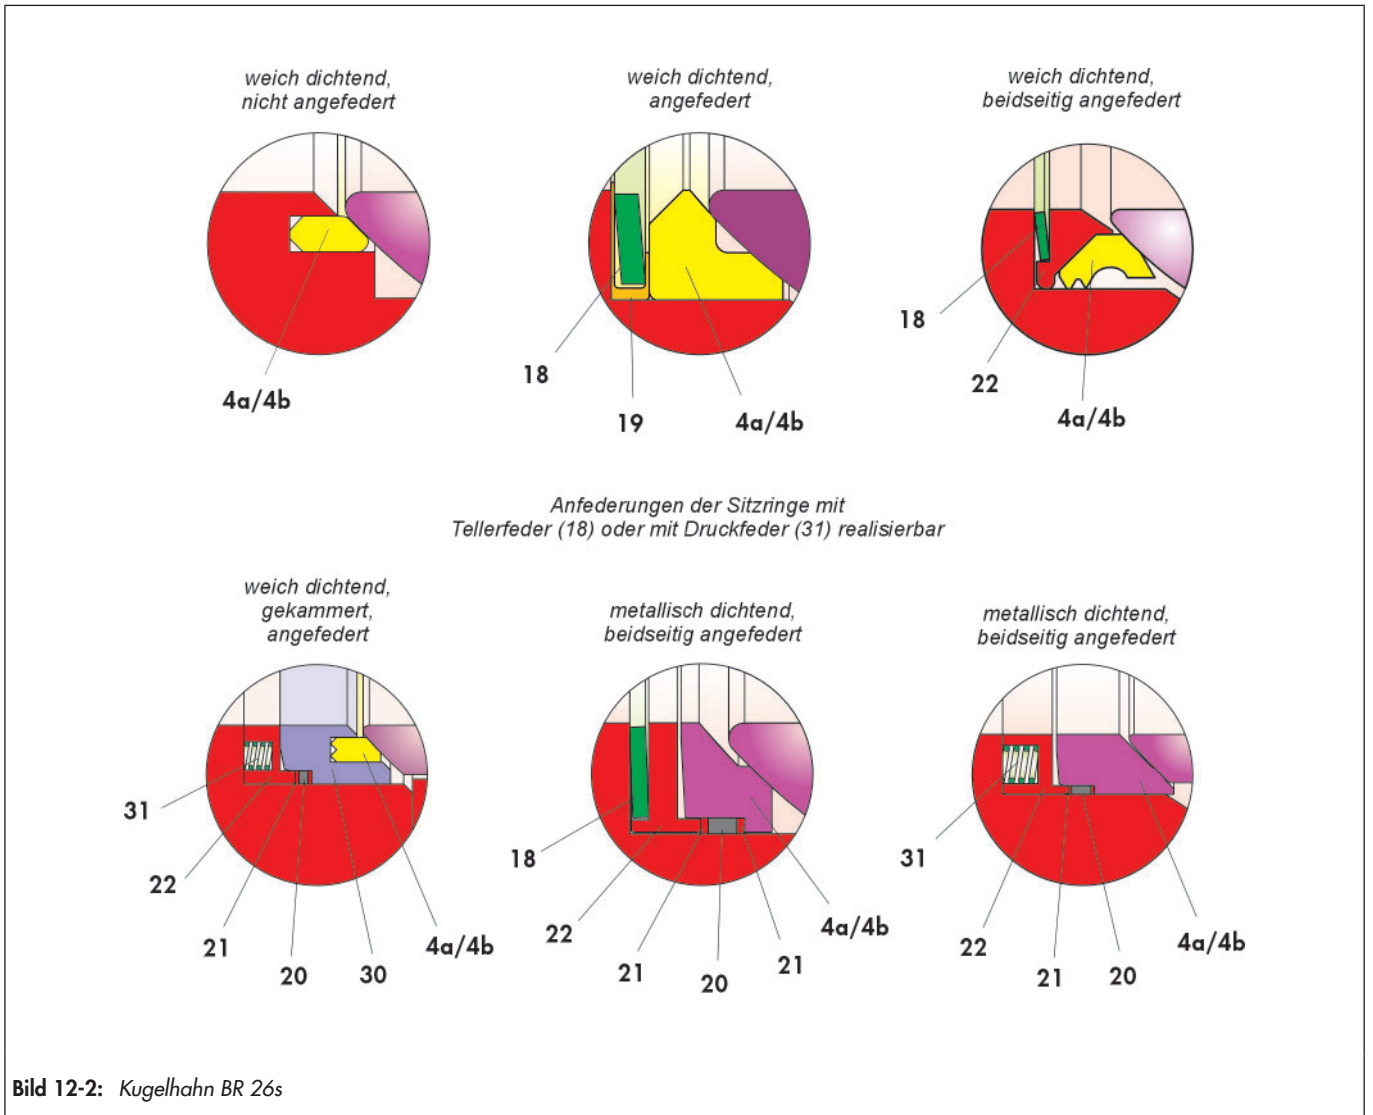 weich dichtend,
nicht angefedert
weich dichtend,
angefedert
weich dichtend,
beidseitig angefedert
4a/4b
18
19
4a/4b
18
22
4a/4b
Anfederungen der Sitzringe mit
Tellerfeder (18) oder mit Druckfeder (31) realisierbar
weich dichtend,
gekammert,
angefedert
metallisch dichtend,
beidseitig angefedert
metallisch dichtend,
beidseitig angefedert
31
22
21
20
30
4a/4b
18
22
21
20
21
4a/4b
31
22
21
20
4a/4b
Bild 12-2: Kugelhahn BR 26s